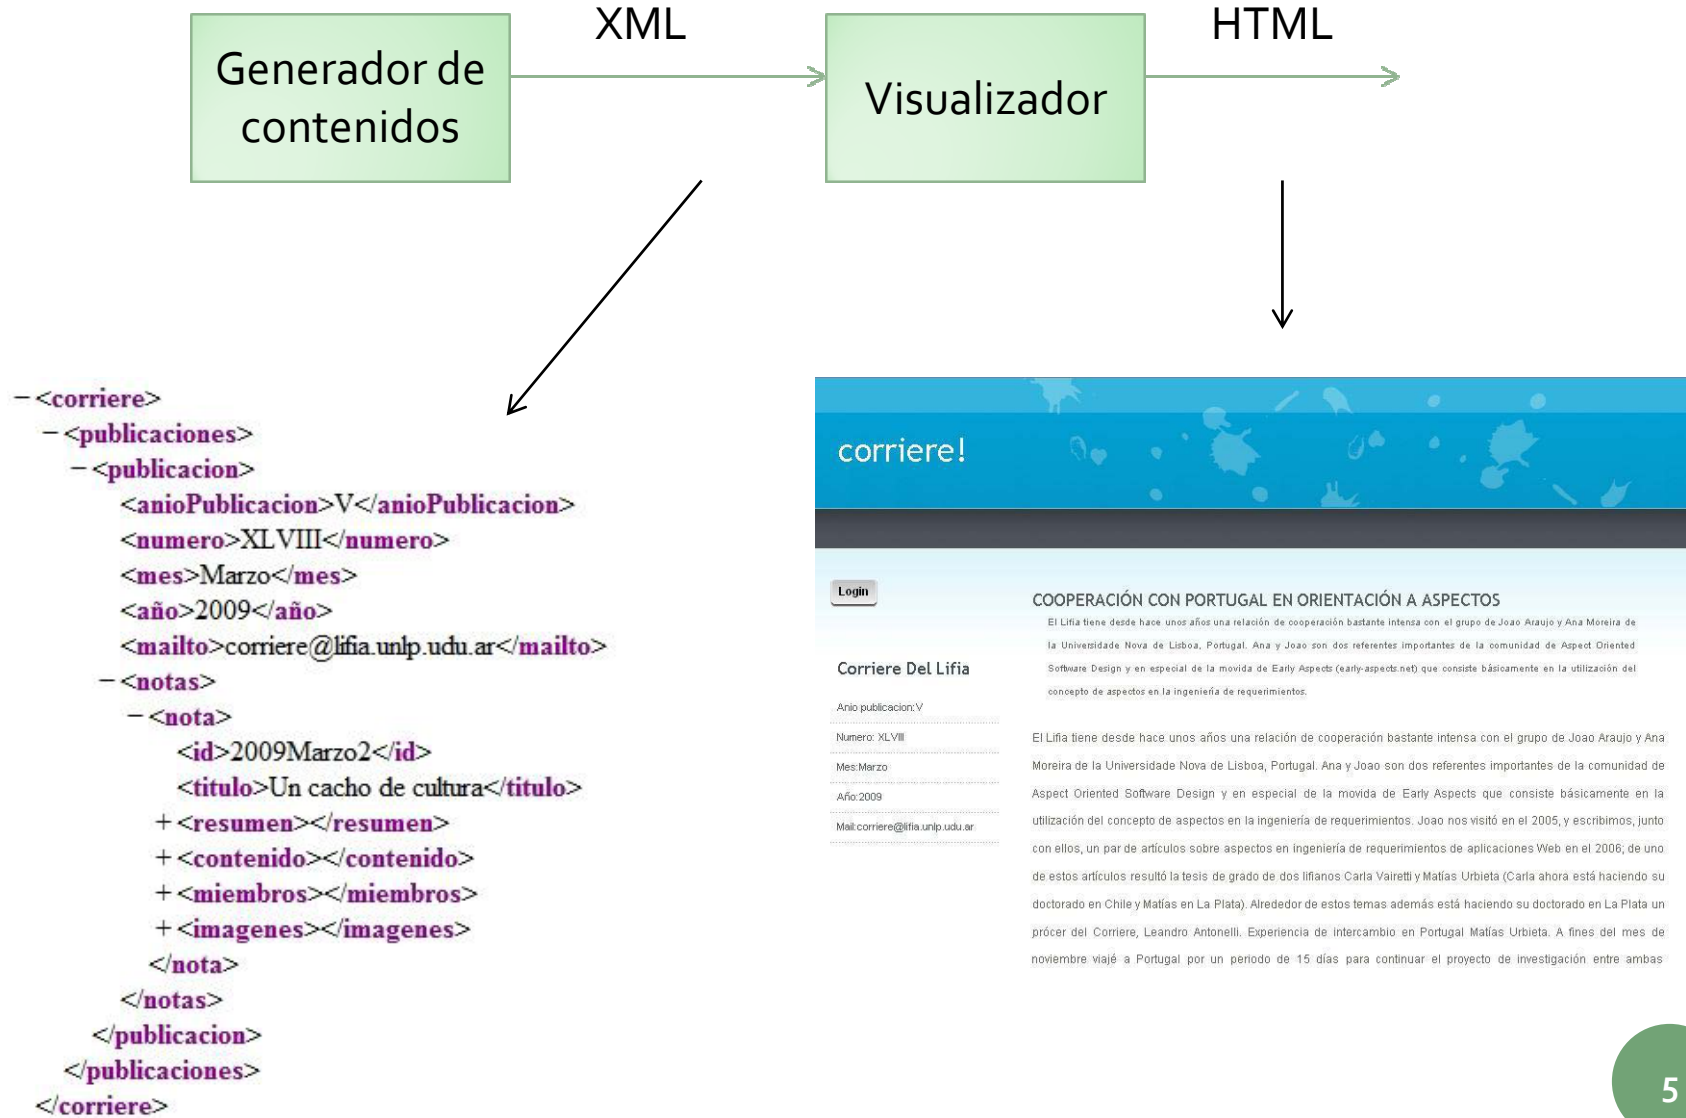 XML
HTML
Generador de
contenidos
Visualizador
−<corriere>
−<publicaciones>
−<publicacion>
<anioPublicacion>V</anioPublicacion>
<numero>XLVIII</numero>
<mes>Marzo</mes>
<año>2009</año>
<mailto>corriere@lifia.unlp.udu.ar</mailto>
−<notas>
−<nota>
<id>2009Marzo2</id>
<titulo>Un cacho de cultura</titulo>
+<resumen></resumen>
+<contenido></contenido>
+<miembros></miembros>
+<imagenes></imagenes>
</nota>
</notas>
</publicacion>
</publicaciones>
</corriere>
corriere!
Login
Corriere Del Lifia
Anio publicacion:V
Numero: XLVIII
Mes:Marzo
Año:2009
Mail:corriere@lifia.unlp.udu.ar
COOPERACIÓN CON PORTUGAL EN ORIENTACIÓN A ASPECTOS
El Lifia tiene desde hace unos años una relación de cooperación bastante intensa con el grupo de Joao Araujo y Ana Moreira de
la Universidade Nova de Lisboa, Portugal. Ana y Joao son dos referentes importantes de la comunidad de Aspect Oriented
Software Design y en especial de la movida de Early Aspects (early-aspects.net) que consiste básicamente en la utilización del
concepto de aspectos en la ingeniería de requerimientos.
El Lifia tiene desde hace unos años una relación de cooperación bastante intensa con el grupo de Joao Araujo y Ana
Moreira de la Universidade Nova de Lisboa, Portugal. Ana y Joao son dos referentes importantes de la comunidad de
Aspect Oriented Software Design y en especial de la movida de Early Aspects que consiste básicamente en la
utilización del concepto de aspectos en la ingeniería de requerimientos. Joao nos visitó en el 2005, y escribimos, junto
con ellos, un par de artículos sobre aspectos en ingeniería de requerimientos de aplicaciones Web en el 2006; de uno
de estos artículos resultó la tesis de grado de dos lifianos Carla Vairetti y Matías Urbieta (Carla ahora está haciendo su
doctorado en Chile y Matías en La Plata). Alrededor de estos temas además está haciendo su doctorado en La Plata un
prócer del Corriere, Leandro Antonelli. Experiencia de intercambio en Portugal Matías Urbieta. A fines del mes de
noviembre viajé a Portugal por un periodo de 15 días para continuar el proyecto de investigación entre ambas
5